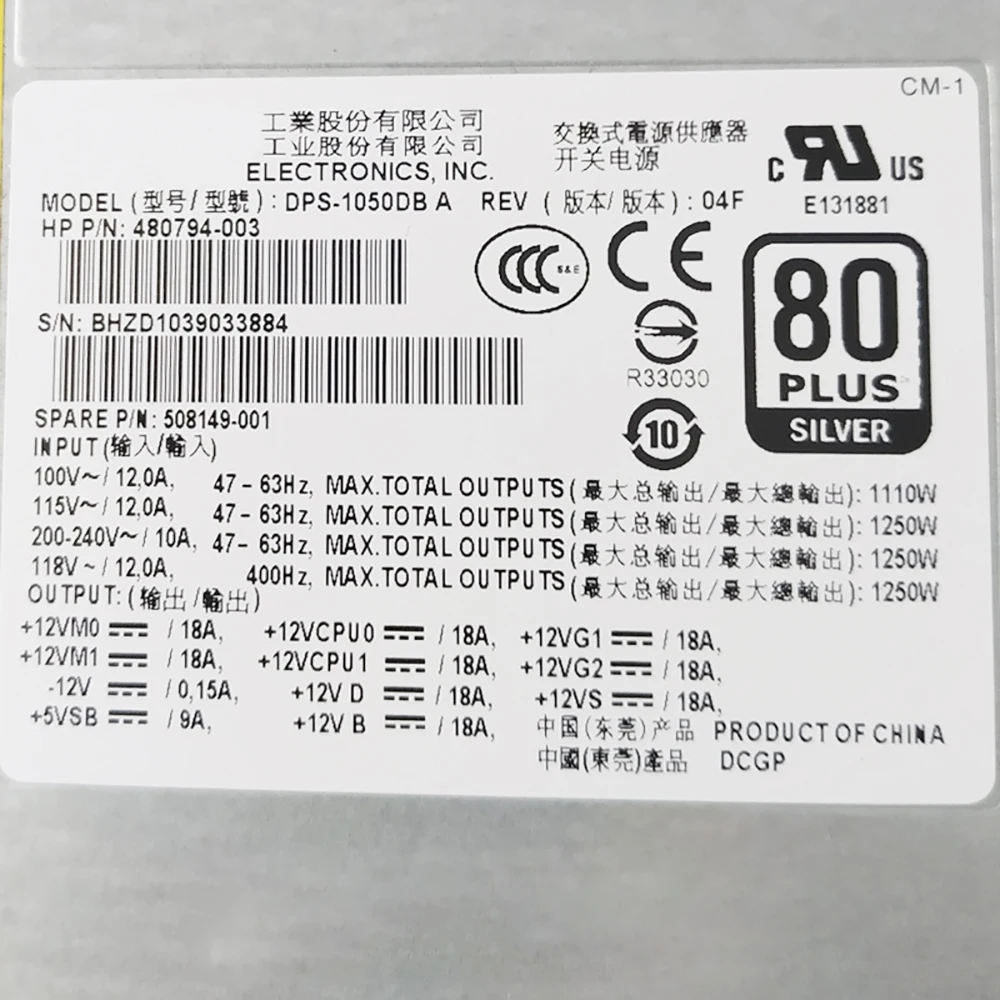 CM-1
工業股份有限公司
工业股份有限公司
ELECTRONICS, INC.
交換式電源供應器
开关电源
C RU US
E131881
MODEL (型号/型號): DPS-1050DB A REV (版本/版本): 04F
HP P/N: 480794-003
CCC S&E
CE
80
PLUS
SILVER
S/N: BHZD1039033884
R33030
10
SPARE P/N: 508149-001
INPUT (输入/輸入)
100V~/ 12,0A, 47 – 63Hz, MAX.TOTAL OUTPUTS (最大总输出/最大總輸出): 1110W
115V~/ 12,0A, 47 – 63Hz, MAX.TOTAL OUTPUTS (最大总输出/最大總輸出): 1250W
200-240V~/ 10A, 47– 63Hz, MAX.TOTAL OUTPUTS (最大总输出/最大總輸出): 1250W
118V ~ / 12,0A, 400Hz, MAX.TOTAL OUTPUTS (最大总输出/最大總輸出): 1250W
OUTPUT: (输出 /輸出)
+12VM0 ⎓ / 18A, +12VCPU0 ⎓ / 18A, +12VG1 ⎓ / 18A,
+12VM1 ⎓ / 18A, +12VCPU1 ⎓ / 18A, +12VG2 ⎓ / 18A,
-12V ⎓ / 0,15A, +12V D ⎓ / 18A, +12VS ⎓ / 18A,
+5VSB ⎓ / 9A, +12V B ⎓ / 18A,
中国(东莞)产品 PRODUCT OF CHINA
中國(東莞)產品 DCGP